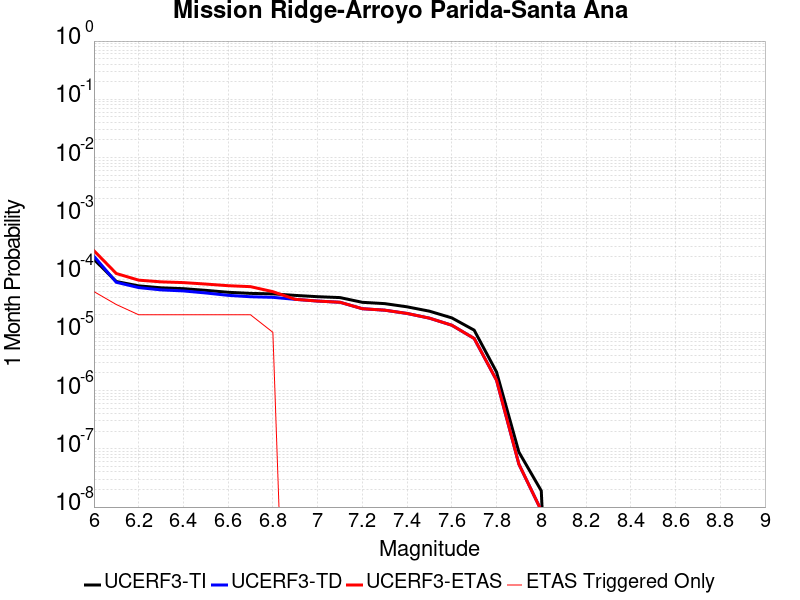 Mission Ridge-Arroyo Parida-Santa Ana
10^0
10^-1
10^-2
10^-3
10^-4
10^-5
10^-6
10^-7
10^-8
1 Month Probability
6 6.2 6.4 6.6 6.8 7 7.2 7.4 7.6 7.8 8 8.2 8.4 8.6 8.8 9
Magnitude
UCERF3-TI UCERF3-TD UCERF3-ETAS ETAS Triggered Only